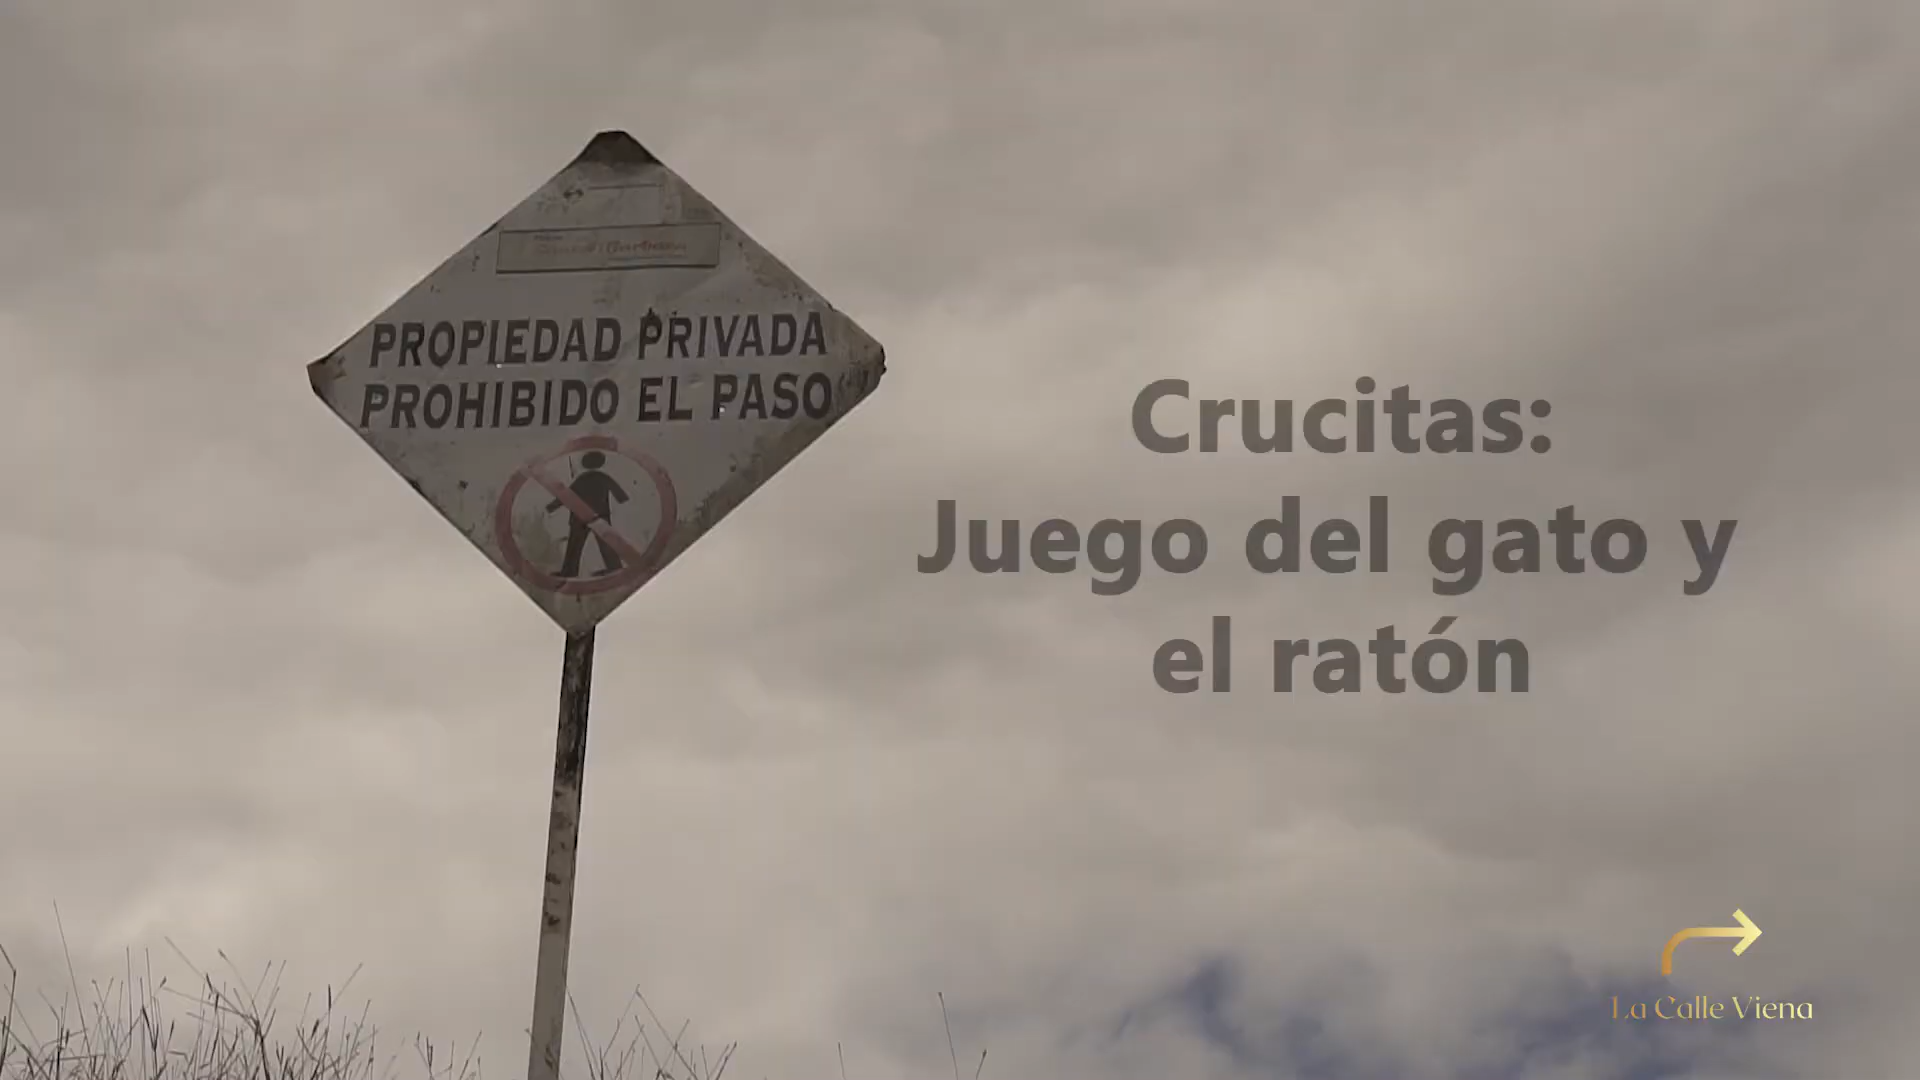 PROPIEDAD PRIVADA
PROHIBIDO EL PASO
Crucitas:
Juego del gato y
el ratón
La Calle Viena